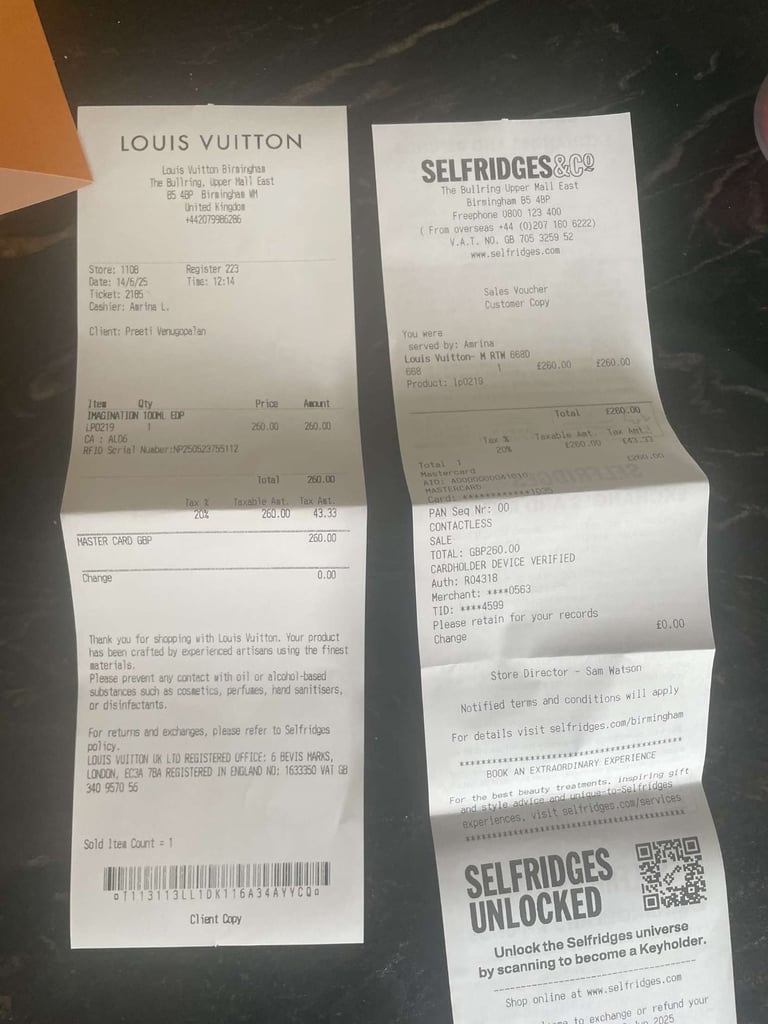 LOUIS VUITTON
Louis Vuitton Birmingham
The Bullring, Upper Mall East
B5 4BP Birmingham WM
United Kingdom
+442079986286
Store: 1108 Register 223
Date: 14/6/25 Time: 12:14
Ticket: 2185
Cashier: Amrina L.
Client: Preeti Venugopalan
Item Qty Price Amount
IMAGINATION 100ML EDP
LP0219 1 260.00 260.00
CA : AL06
RFID Serial Number:NP250523755112
Total 260.00
Tax % Taxable Amt. Tax Amt.
20% 260.00 43.33
MASTER CARD GBP 260.00
Change 0.00
Thank you for shopping with Louis Vuitton. Your product
has been crafted by experienced artisans using the finest
materials.
Please prevent any contact with oil or alcohol-based
substances such as cosmetics, perfumes, hand sanitisers,
or disinfectants.
For returns and exchanges, please refer to Selfridges
policy.
LOUIS VUITTON UK LTD REGISTERED OFFICE: 6 BEVIS MARKS,
LONDON, EC3A 7BA REGISTERED IN ENGLAND NO: 1633350 VAT GB
340 9570 56
Sold Item Count = 1
¤T113113LL1DK116A34AYYCQ¤
Client Copy
SELFRIDGES&CO
The Bullring Upper Mall East
Birmingham B5 4BP
Freephone 0800 123 400
( From overseas +44 (0)207 160 6222)
V.A.T. NO. GB 705 3259 52
www.selfridges.com
Sales Voucher
Customer Copy
You were
served by: Amrina
Louis Vuitton- M RTW 668D
668 1 £260.00 £260.00
Product: lp0219
Total £260.00
Tax % Taxable Amt. Tax Amt.
20% £260.00 £43.33
Total 1 £260.00
Mastercard
AID: A0000000041010
MASTERCARD
Card: ************1035
PAN Seq Nr: 00
CONTACTLESS
SALE
TOTAL: GBP260.00
CARDHOLDER DEVICE VERIFIED
Auth: R04318
Merchant: ****0563
TID: ****4599
Please retain for your records
Change £0.00
Store Director - Sam Watson
Notified terms and conditions will apply
For details visit selfridges.com/birmingham
****************************************
BOOK AN EXTRAORDINARY EXPERIENCE
For the best beauty treatments, inspiring gift
and style advice and unique-to-Selfridges
experiences, visit selfridges.com/services
****************************************
SELFRIDGES
UNLOCKED
Unlock the Selfridges universe
by scanning to become a Keyholder.
Shop online at www.selfridges.com
to exchange or refund your
2025